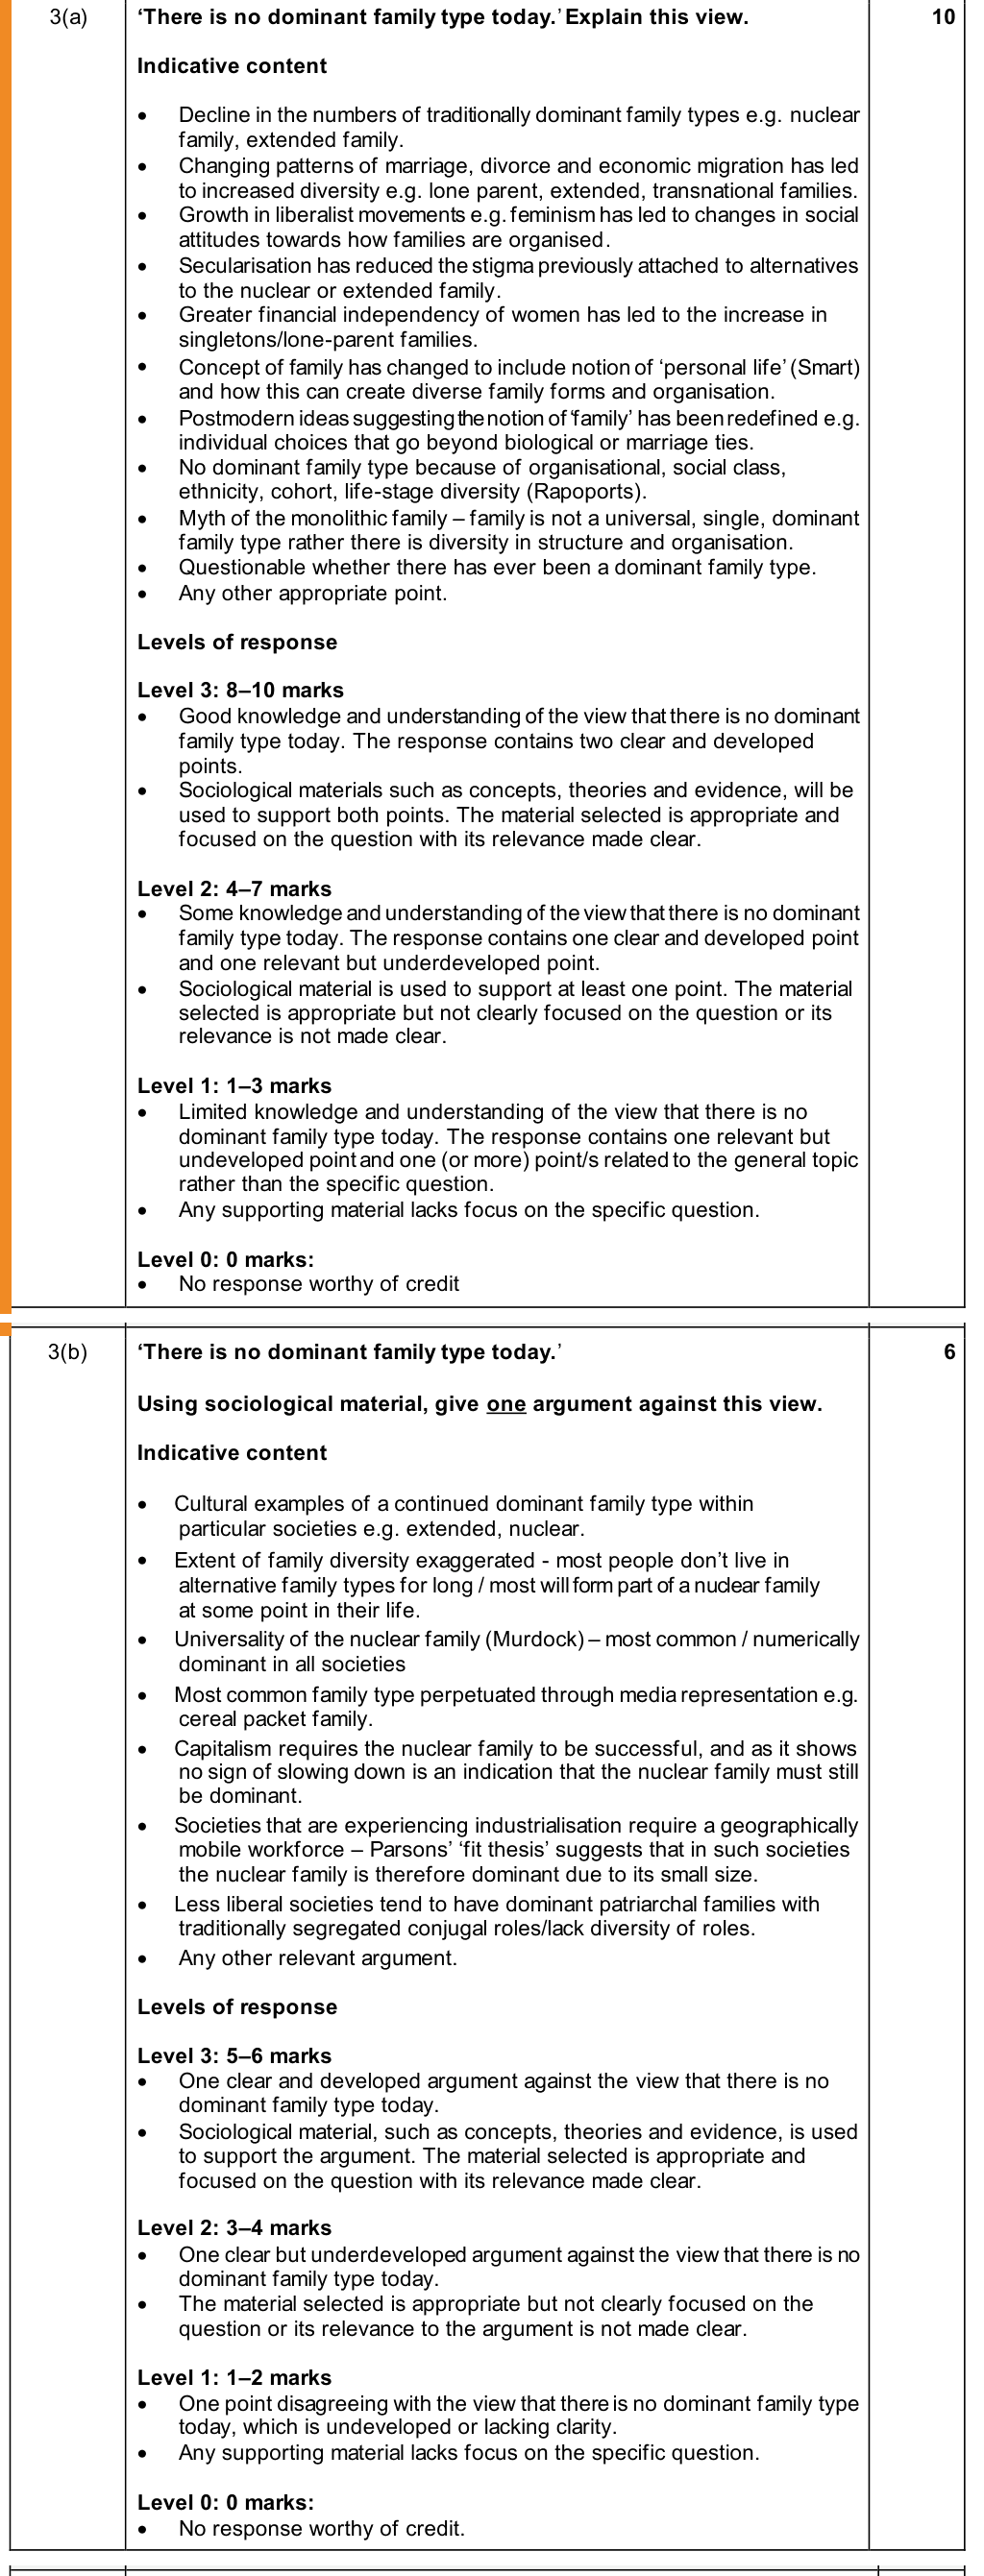 3(a) ‘There is no dominant family type today.’ Explain this view. 10
Indicative content
• Decline in the numbers of traditionally dominant family types e.g. nuclear
family, extended family.
• Changing patterns of marriage, divorce and economic migration has led
to increased diversity e.g. lone parent, extended, transnational families.
• Growth in liberalist movements e.g. feminism has led to changes in social
attitudes towards how families are organised.
• Secularisation has reduced the stigma previously attached to alternatives
to the nuclear or extended family.
• Greater financial independency of women has led to the increase in
singletons/lone-parent families.
• Concept of family has changed to include notion of ‘personal life’ (Smart)
and how this can create diverse family forms and organisation.
• Postmodern ideas suggesting the notion of ‘family’ has been redefined e.g.
individual choices that go beyond biological or marriage ties.
• No dominant family type because of organisational, social class,
ethnicity, cohort, life-stage diversity (Rapoports).
• Myth of the monolithic family – family is not a universal, single, dominant
family type rather there is diversity in structure and organisation.
• Questionable whether there has ever been a dominant family type.
• Any other appropriate point.
Levels of response
Level 3: 8–10 marks
• Good knowledge and understanding of the view that there is no dominant
family type today. The response contains two clear and developed
points.
• Sociological materials such as concepts, theories and evidence, will be
used to support both points. The material selected is appropriate and
focused on the question with its relevance made clear.
Level 2: 4–7 marks
• Some knowledge and understanding of the view that there is no dominant
family type today. The response contains one clear and developed point
and one relevant but underdeveloped point.
• Sociological material is used to support at least one point. The material
selected is appropriate but not clearly focused on the question or its
relevance is not made clear.
Level 1: 1–3 marks
• Limited knowledge and understanding of the view that there is no
dominant family type today. The response contains one relevant but
undeveloped point and one (or more) point/s related to the general topic
rather than the specific question.
• Any supporting material lacks focus on the specific question.
Level 0: 0 marks:
• No response worthy of credit
3(b) ‘There is no dominant family type today.’ 6
Using sociological material, give one argument against this view.
Indicative content
• Cultural examples of a continued dominant family type within
particular societies e.g. extended, nuclear.
• Extent of family diversity exaggerated - most people don’t live in
alternative family types for long / most will form part of a nuclear family
at some point in their life.
• Universality of the nuclear family (Murdock) – most common / numerically
dominant in all societies
• Most common family type perpetuated through media representation e.g.
cereal packet family.
• Capitalism requires the nuclear family to be successful, and as it shows
no sign of slowing down is an indication that the nuclear family must still
be dominant.
• Societies that are experiencing industrialisation require a geographically
mobile workforce – Parsons’ ‘fit thesis’ suggests that in such societies
the nuclear family is therefore dominant due to its small size.
• Less liberal societies tend to have dominant patriarchal families with
traditionally segregated conjugal roles/lack diversity of roles.
• Any other relevant argument.
Levels of response
Level 3: 5–6 marks
• One clear and developed argument against the view that there is no
dominant family type today.
• Sociological material, such as concepts, theories and evidence, is used
to support the argument. The material selected is appropriate and
focused on the question with its relevance made clear.
Level 2: 3–4 marks
• One clear but underdeveloped argument against the view that there is no
dominant family type today.
• The material selected is appropriate but not clearly focused on the
question or its relevance to the argument is not made clear.
Level 1: 1–2 marks
• One point disagreeing with the view that there is no dominant family type
today, which is undeveloped or lacking clarity.
• Any supporting material lacks focus on the specific question.
Level 0: 0 marks:
• No response worthy of credit.